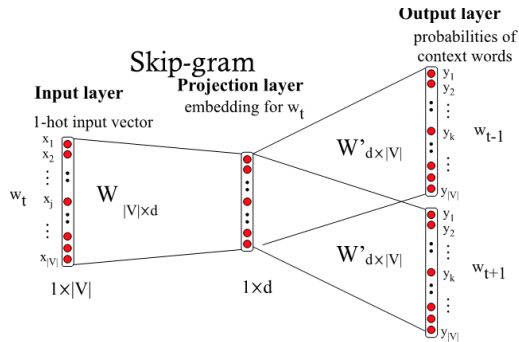 Output layer
probabilities of
context words
Skip-gram
Projection layer
embedding for wt
Input layer
1-hot input vector
x1
x2
⋮
xj
⋮
x|V|
wt
W|V|×d
1×|V|
1×d
W'd×|V|
y1
y2
⋮
yk
⋮
y|V|
wt-1
W'd×|V|
y1
y2
⋮
yk
⋮
y|V|
wt+1